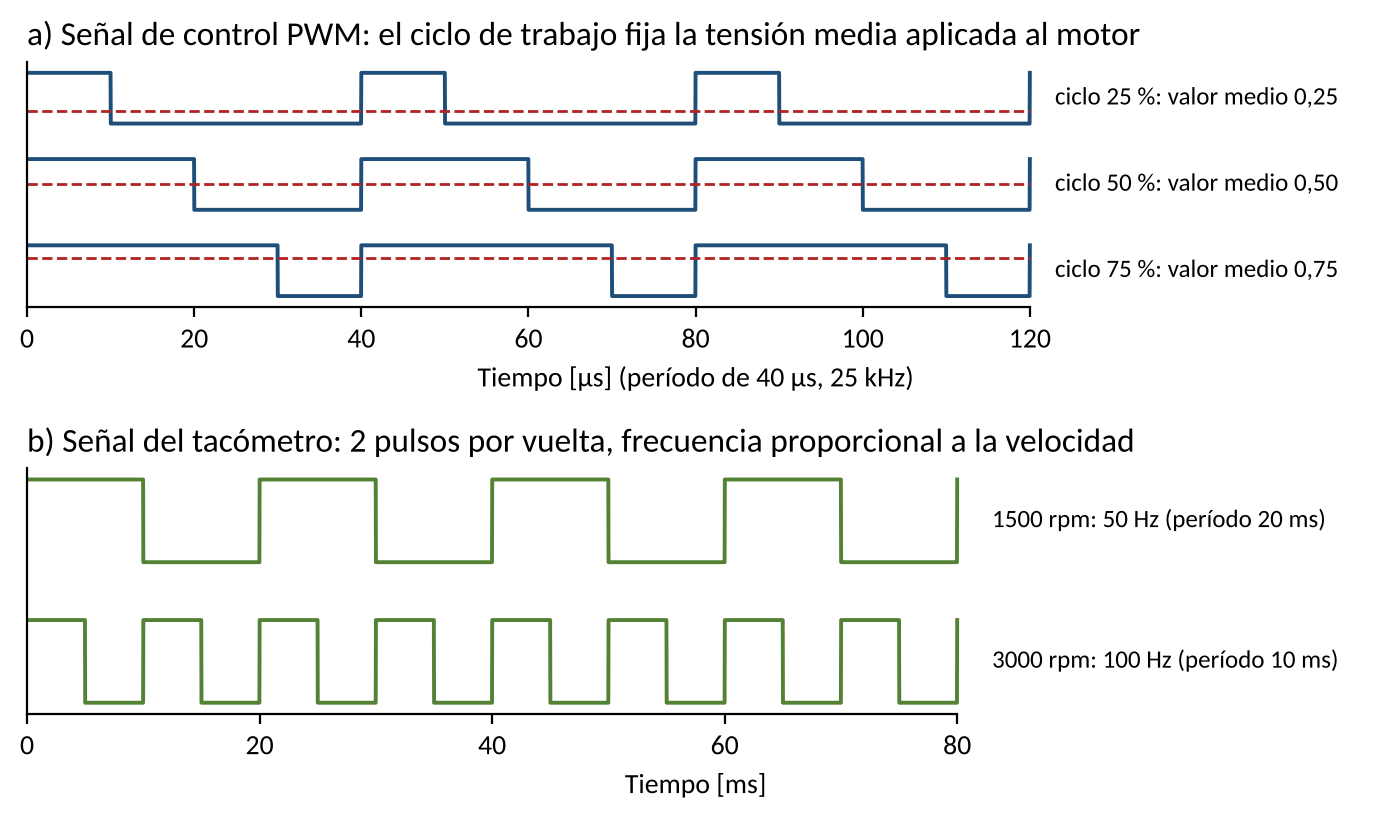 a) Señal de control PWM: el ciclo de trabajo fija la tensión media aplicada al motor
ciclo 25 %: valor medio 0,25
ciclo 50 %: valor medio 0,50
ciclo 75 %: valor medio 0,75
0 20 40 60 80 100 120
Tiempo [µs] (período de 40 µs, 25 kHz)
b) Señal del tacómetro: 2 pulsos por vuelta, frecuencia proporcional a la velocidad
1500 rpm: 50 Hz (período 20 ms)
3000 rpm: 100 Hz (período 10 ms)
0 20 40 60 80
Tiempo [ms]